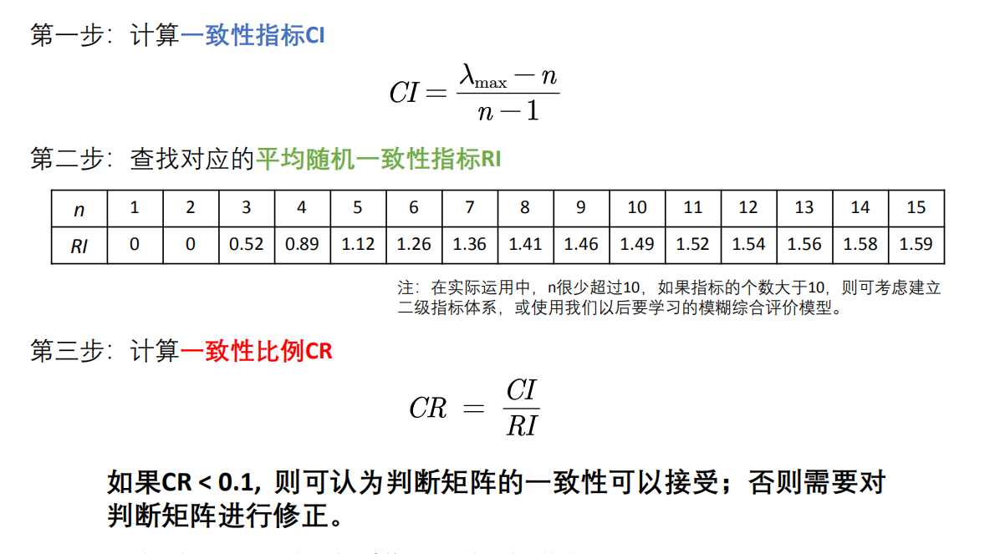 第一步：计算一致性指标CI
CI = (λmax − n) / (n − 1)
第二步：查找对应的平均随机一致性指标RI
n 1 2 3 4 5 6 7 8 9 10 11 12 13 14 15
RI 0 0 0.52 0.89 1.12 1.26 1.36 1.41 1.46 1.49 1.52 1.54 1.56 1.58 1.59
注：在实际运用中，n很少超过10，如果指标的个数大于10，则可考虑建立
二级指标体系，或使用我们以后要学习的模糊综合评价模型。
第三步：计算一致性比例CR
CR = CI / RI
如果CR < 0.1, 则可认为判断矩阵的一致性可以接受；否则需要对
判断矩阵进行修正。